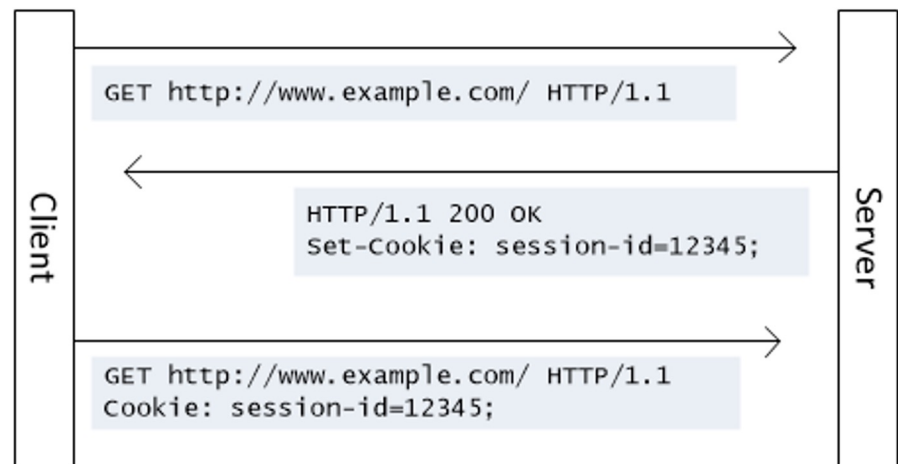 GET http://www.example.com/ HTTP/1.1
HTTP/1.1 200 OK
Set-Cookie: session-id=12345;
Client
Server
GET http://www.example.com/ HTTP/1.1
Cookie: session-id=12345;